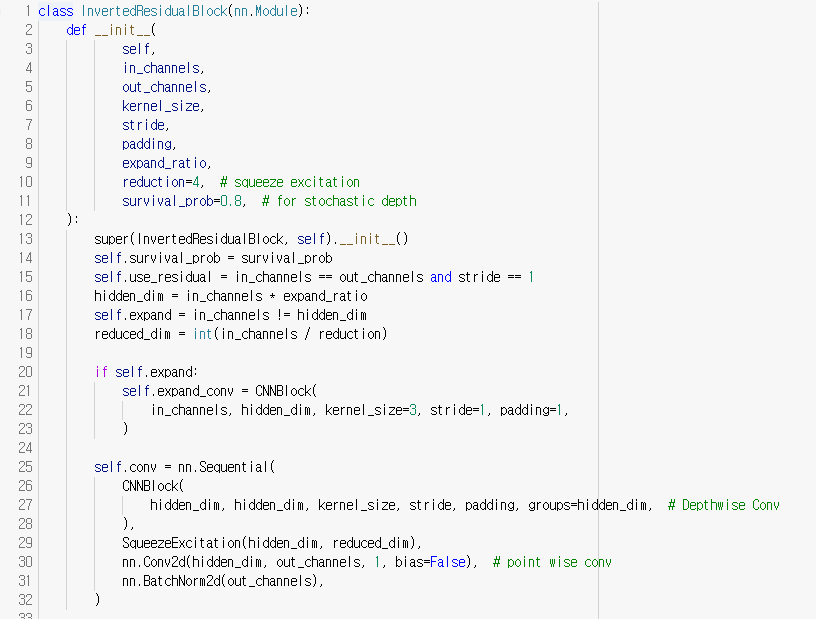 1 class InvertedResidualBlock(nn.Module):
2     def __init__(
3             self,
4             in_channels,
5             out_channels,
6             kernel_size,
7             stride,
8             padding,
9             expand_ratio,
10             reduction=4,  # squeeze excitation
11             survival_prob=0.8,  # for stochastic depth
12     ):
13         super(InvertedResidualBlock, self).__init__()
14         self.survival_prob = survival_prob
15         self.use_residual = in_channels == out_channels and stride == 1
16         hidden_dim = in_channels * expand_ratio
17         self.expand = in_channels != hidden_dim
18         reduced_dim = int(in_channels / reduction)
19
20         if self.expand:
21             self.expand_conv = CNNBlock(
22                 in_channels, hidden_dim, kernel_size=3, stride=1, padding=1,
23             )
24
25         self.conv = nn.Sequential(
26             CNNBlock(
27                 hidden_dim, hidden_dim, kernel_size, stride, padding, groups=hidden_dim,  # Depthwise Conv
28             ),
29             SqueezeExcitation(hidden_dim, reduced_dim),
30             nn.Conv2d(hidden_dim, out_channels, 1, bias=False),  # point wise conv
31             nn.BatchNorm2d(out_channels),
32         )
33